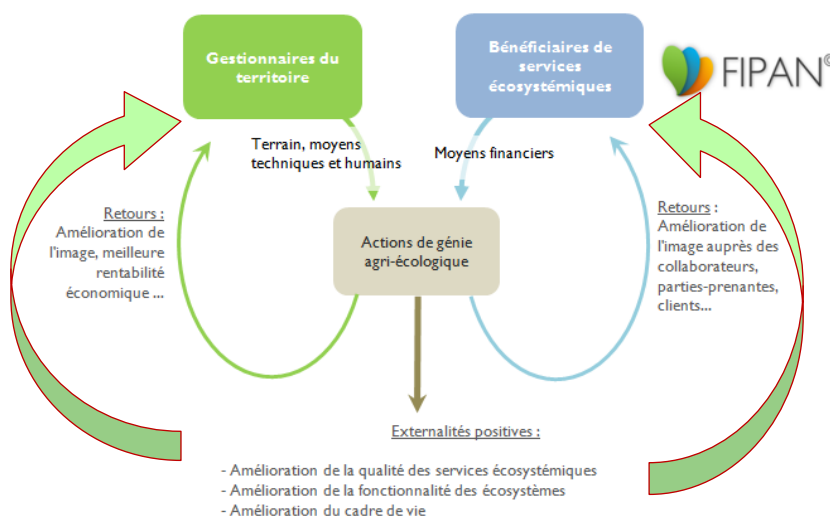 Gestionnaires du
territoire
Bénéficiaires de
services
écosystémiques
FIPAN©
Terrain, moyens
techniques et humains
Moyens financiers
Retours :
Amélioration de
l'image, meilleure
rentabilité
économique ...
Actions de génie
agri-écologique
Retours :
Amélioration de
l'image auprès des
collaborateurs,
parties-prenantes,
clients...
Externalités positives :
- Amélioration de la qualité des services écosystémiques
- Amélioration de la fonctionnalité des écosystèmes
- Amélioration du cadre de vie